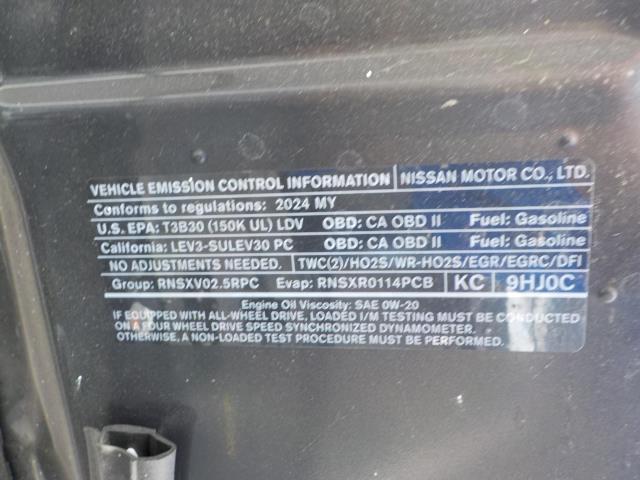 VEHICLE EMISSION CONTROL INFORMATION NISSAN MOTOR CO., LTD.
Conforms to regulations: 2024 MY
U.S. EPA: T3B30 (150K UL) LDV OBD: CA OBD II Fuel: Gasoline
California: LEV3-SULEV30 PC OBD: CA OBD II Fuel: Gasoline
NO ADJUSTMENTS NEEDED. TWC(2)/HO2S/WR-HO2S/EGR/EGRC/DFI
Group: RNSXV02.5RPC Evap: RNSXR0114PCB KC 9HJ0C
Engine Oil Viscosity: SAE 0W-20
IF EQUIPPED WITH ALL-WHEEL DRIVE, LOADED I/M TESTING MUST BE CONDUCTED
ON A FOUR WHEEL DRIVE SPEED SYNCHRONIZED DYNAMOMETER.
OTHERWISE, A NON-LOADED TEST PROCEDURE MUST BE PERFORMED.